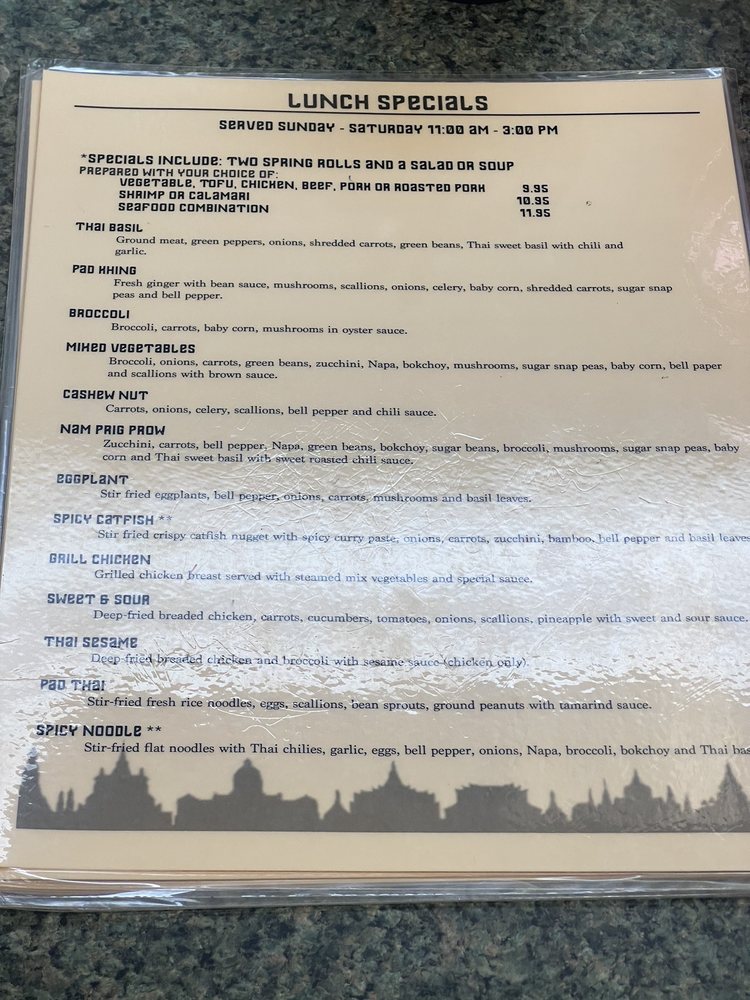 LUNCH SPECIALS
SERVED SUNDAY - SATURDAY 11:00 AM - 3:00 PM
*SPECIALS INCLUDE: TWO SPRING ROLLS AND A SALAD OR SOUP
PREPARED WITH YOUR CHOICE OF:
VEGETABLE, TOFU, CHICKEN, BEEF, PORK OR ROASTED PORK 9.95
SHRIMP OR CALAMARI 10.95
SEAFOOD COMBINATION 11.95
THAI BASIL
Ground meat, green peppers, onions, shredded carrots, green beans, Thai sweet basil with chili and
garlic.
PAD KHING
Fresh ginger with bean sauce, mushrooms, scallions, onions, celery, baby corn, shredded carrots, sugar snap
peas and bell pepper.
BROCCOLI
Broccoli, carrots, baby corn, mushrooms in oyster sauce.
MIXED VEGETABLES
Broccoli, onions, carrots, green beans, zucchini, Napa, bokchoy, mushrooms, sugar snap peas, baby corn, bell paper
and scallions with brown sauce.
CASHEW NUT
Carrots, onions, celery, scallions, bell pepper and chili sauce.
NAM PRIG PROW
Zucchini, carrots, bell pepper, Napa, green beans, bokchoy, sugar beans, broccoli, mushrooms, sugar snap peas, baby
corn and Thai sweet basil with sweet roasted chili sauce.
EGGPLANT
Stir fried eggplants, bell pepper, onions, carrots, mushrooms and basil leaves.
SPICY CATFISH **
Stir fried crispy catfish nugget with spicy curry paste, onions, carrots, zucchini, bamboo, bell pepper and basil leaves
GRILL CHICKEN
Grilled chicken breast served with steamed mix vegetables and special sauce.
SWEET & SOUR
Deep-fried breaded chicken, carrots, cucumbers, tomatoes, onions, scallions, pineapple with sweet and sour sauce.
THAI SESAME
Deep-fried breaded chicken and broccoli with sesame sauce (chicken only).
PAD THAI
Stir-fried fresh rice noodles, eggs, scallions, bean sprouts, ground peanuts with tamarind sauce.
SPICY NOODLE **
Stir-fried flat noodles with Thai chilies, garlic, eggs, bell pepper, onions, Napa, broccoli, bokchoy and Thai bas